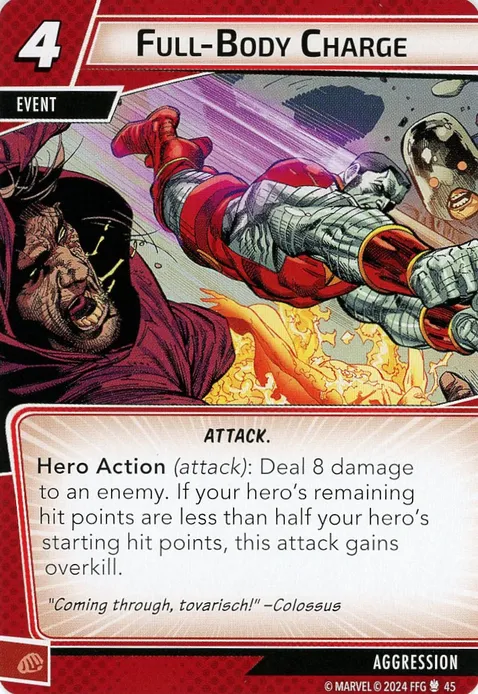 4
FULL-BODY CHARGE
EVENT
ATTACK.
Hero Action (attack): Deal 8 damage
to an enemy. If your hero's remaining
hit points are less than half your hero's
starting hit points, this attack gains
overkill.
"Coming through, tovarisch!" –Colossus
AGGRESSION
© MARVEL © 2024 FFG 45